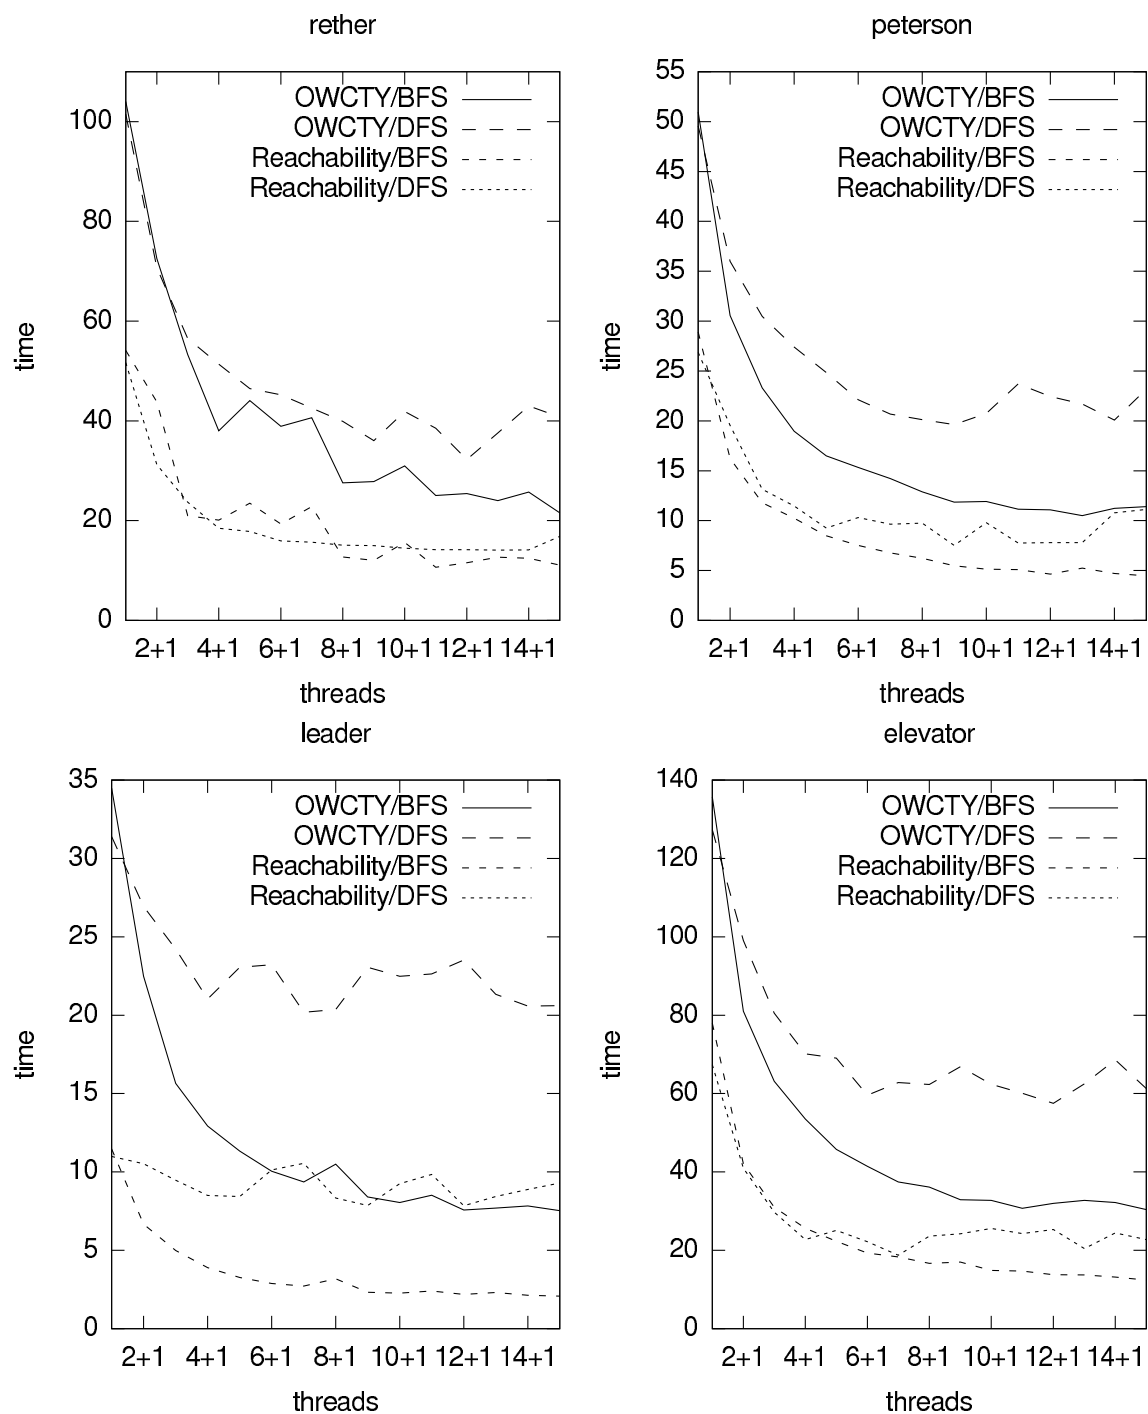 rether
OWCTY/BFS
OWCTY/DFS
Reachability/BFS
Reachability/DFS
100
80
60
40
20
0
time
2+1 4+1 6+1 8+1 10+1 12+1 14+1
threads
peterson
OWCTY/BFS
OWCTY/DFS
Reachability/BFS
Reachability/DFS
55
50
45
40
35
30
25
20
15
10
5
0
time
2+1 4+1 6+1 8+1 10+1 12+1 14+1
threads
leader
OWCTY/BFS
OWCTY/DFS
Reachability/BFS
Reachability/DFS
35
30
25
20
15
10
5
0
time
2+1 4+1 6+1 8+1 10+1 12+1 14+1
threads
elevator
OWCTY/BFS
OWCTY/DFS
Reachability/BFS
Reachability/DFS
140
120
100
80
60
40
20
0
time
2+1 4+1 6+1 8+1 10+1 12+1 14+1
threads